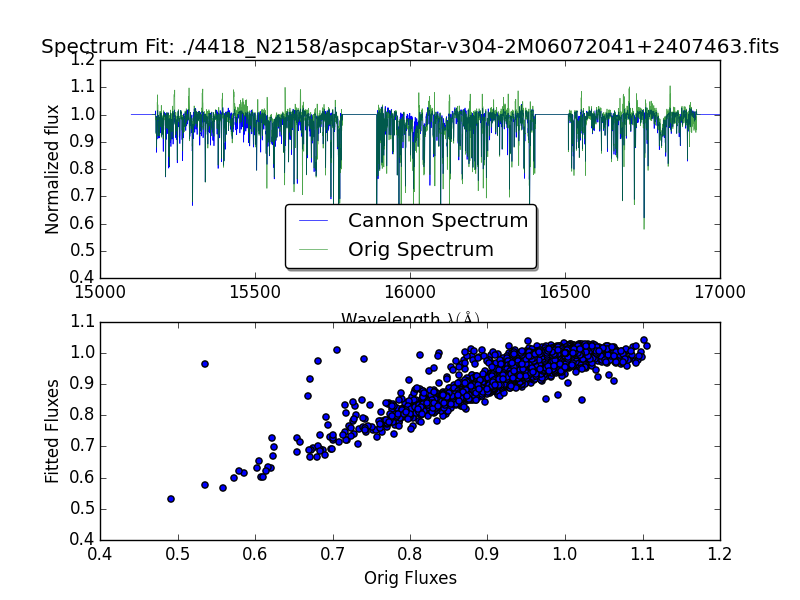 Spectrum Fit: ./4418_N2158/aspcapStar-v304-2M06072041+2407463.fits
1.2
1.1
1.0
0.9
0.8
0.7
0.6
0.5
0.4
Normalized flux
Cannon Spectrum
Orig Spectrum
15000 15500 16000 16500 17000
Wavelength λ(Å)
1.1
1.0
0.9
0.8
0.7
0.6
0.5
0.4
Fitted Fluxes
0.4 0.5 0.6 0.7 0.8 0.9 1.0 1.1 1.2
Orig Fluxes